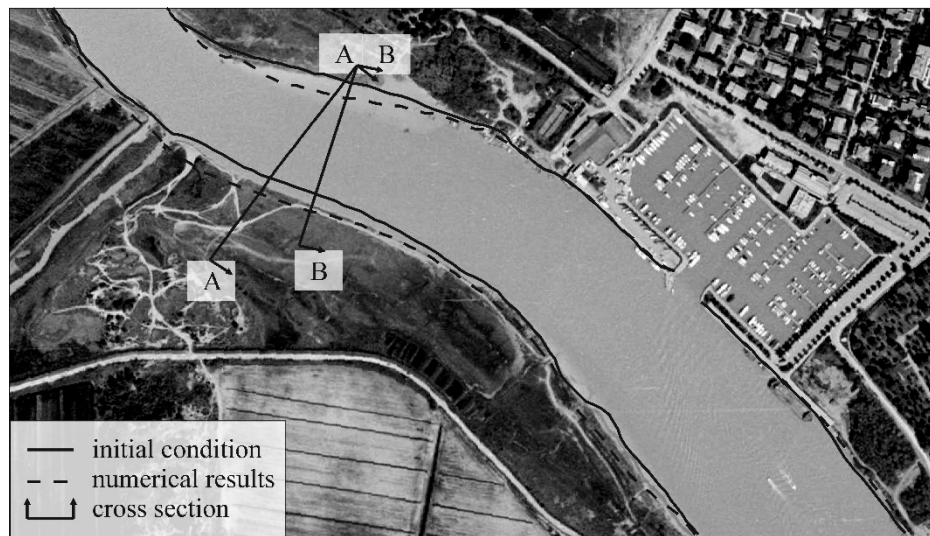 A B
A
B
initial condition
numerical results
cross section